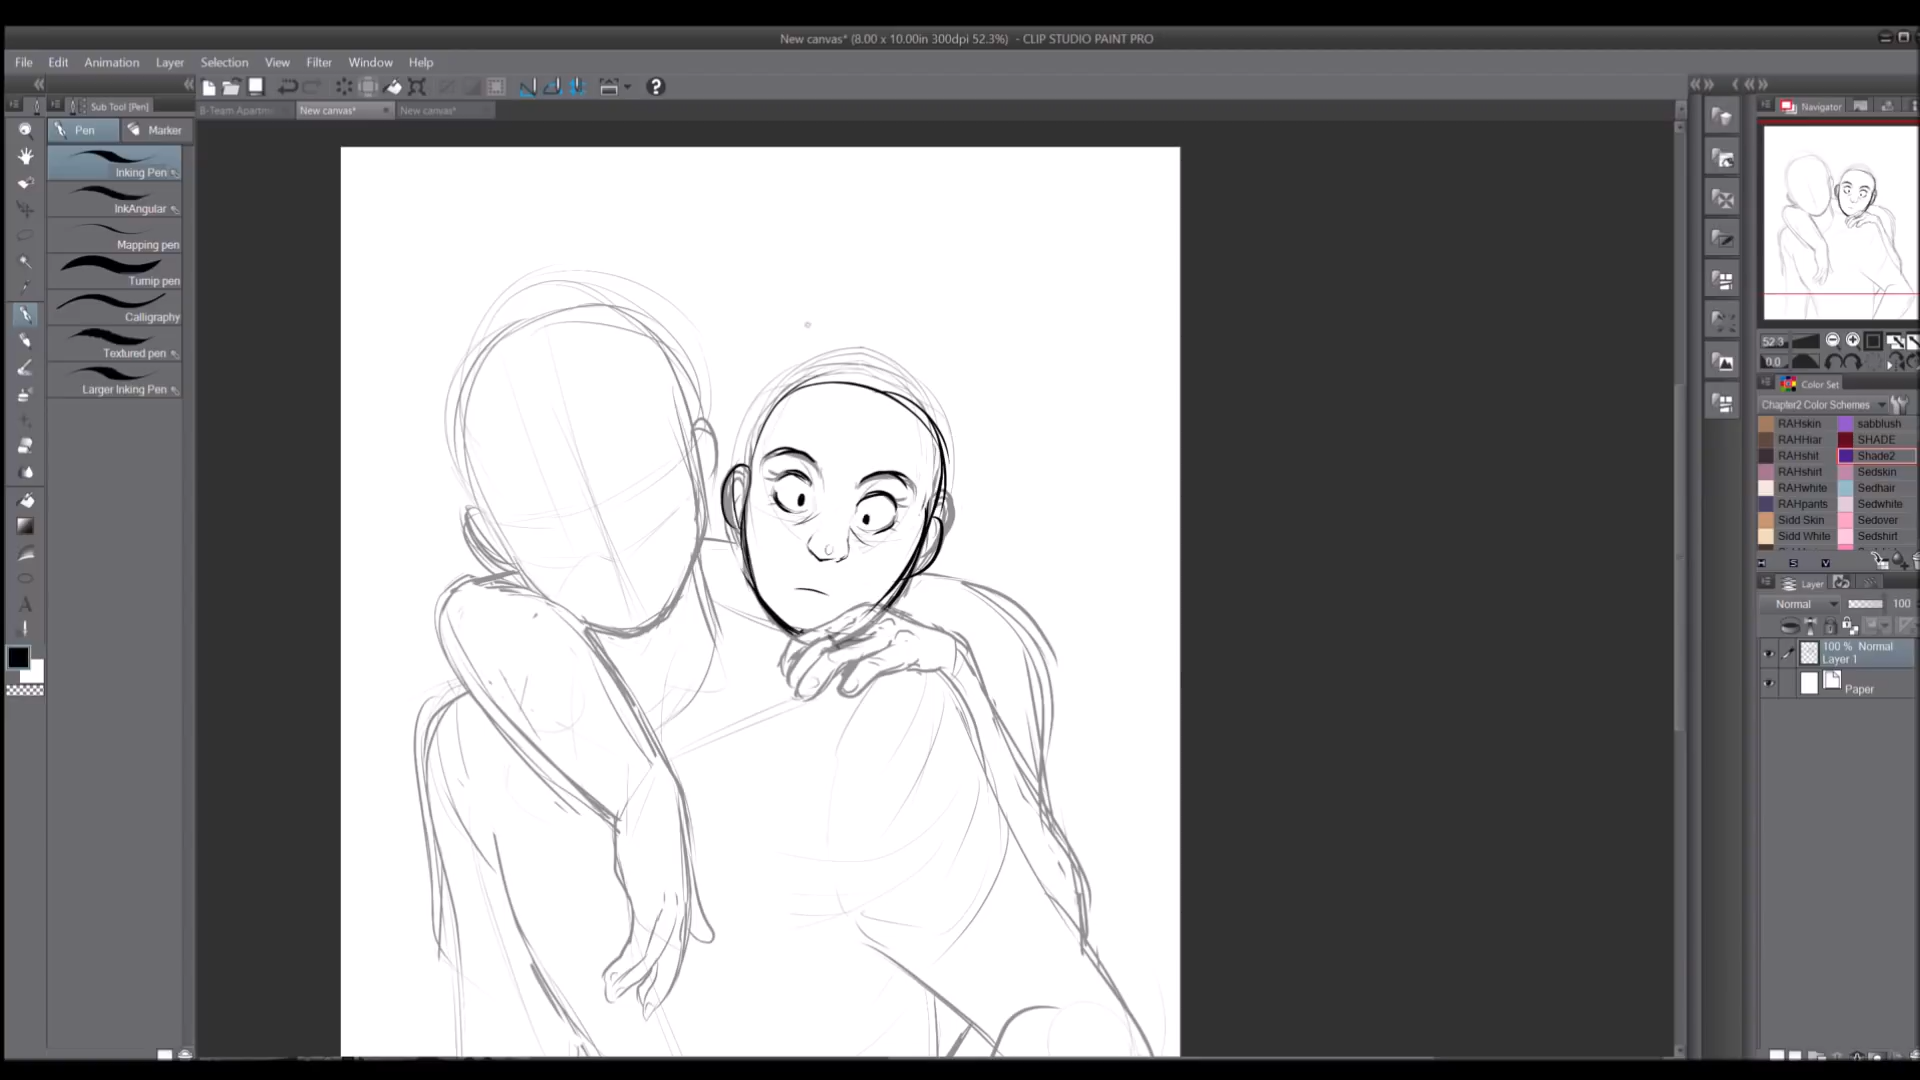 New canvas* (8.00 x 10.00in 300dpi 52.3%) - CLIP STUDIO PAINT PRO
File Edit Animation Layer Selection View Filter Window Help
B-Team Apartm New canvas* New canvas*
Sub Tool [Pen]
Pen Marker
Inking Pen
InkAngular
Mapping pen
Turnip pen
Calligraphy
Textured pen
Larger Inking Pen
A
Navigator
52.3
0.0
Color Set
Chapter2 Color Schemes
RAHskin sabblush
RAHHiar SHADE
RAHshit Shade2
RAHshirt Sedskin
RAHwhite Sedhair
RAHpants Sedwhite
Sidd Skin Sedover
Sidd White Sedshirt
H S V
Layer
Normal 100
100 % Normal
Layer 1
Paper